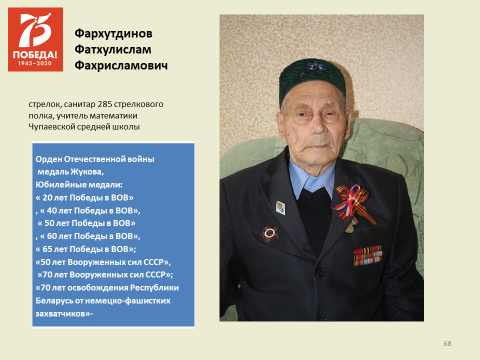 75
ПОБЕДА!
1945–2020
Фархутдинов
Фатхулислам
Фахрисламович
стрелок, санитар 285 стрелкового
полка, учитель математики
Чупаевской средней школы
Орден Отечественной войны
медаль Жукова,
Юбилейные медали:
« 20 лет Победы в ВОВ»
, « 40 лет Победы в ВОВ»,
« 50 лет Победы в ВОВ»
, « 60 лет Победы в ВОВ»,
« 65 лет Победы в ВОВ»;
«50 лет Вооруженных сил СССР»,
«70 лет Вооруженных сил СССР»;
«70 лет освобождения Республики
Беларусь от немецко-фашистких
захватчиков»-
68